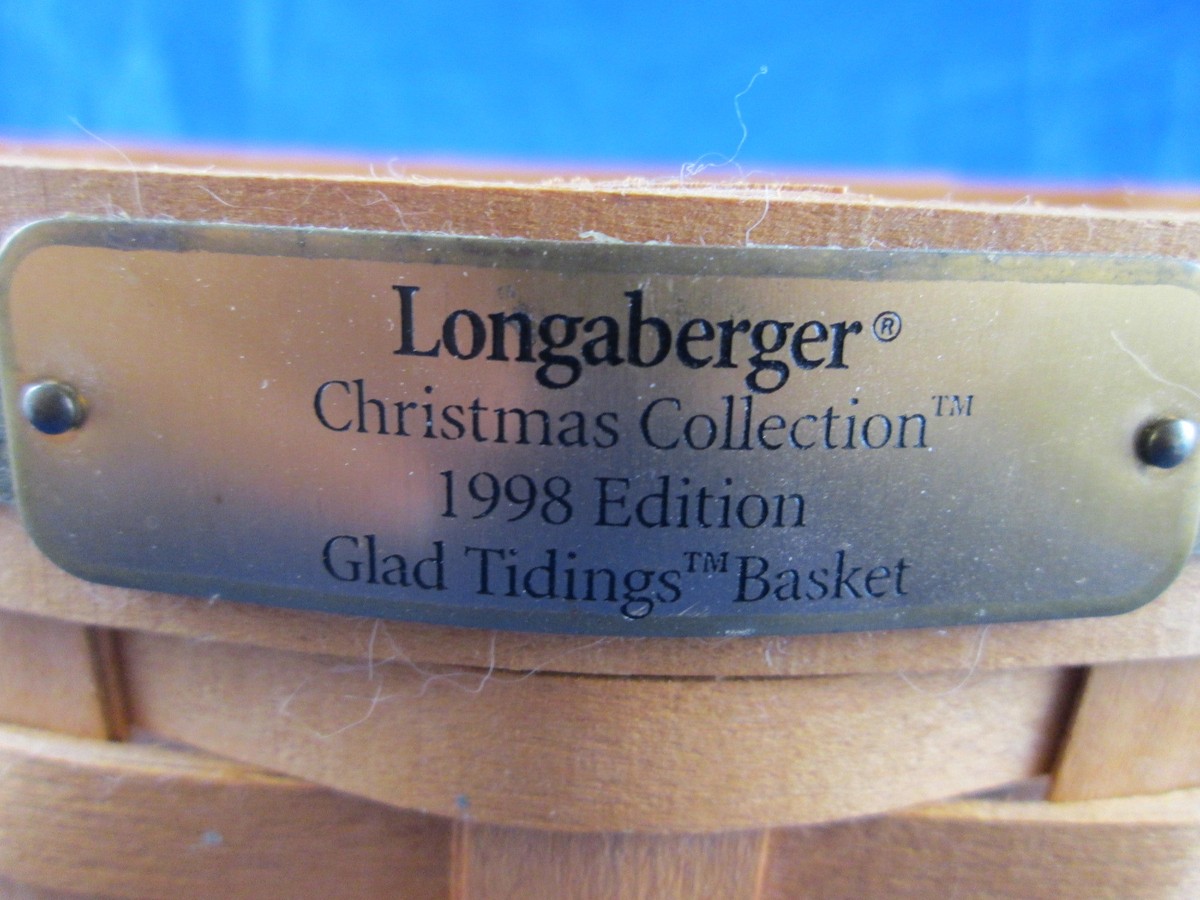 Longaberger®
Christmas Collection™
1998 Edition
Glad Tidings™ Basket